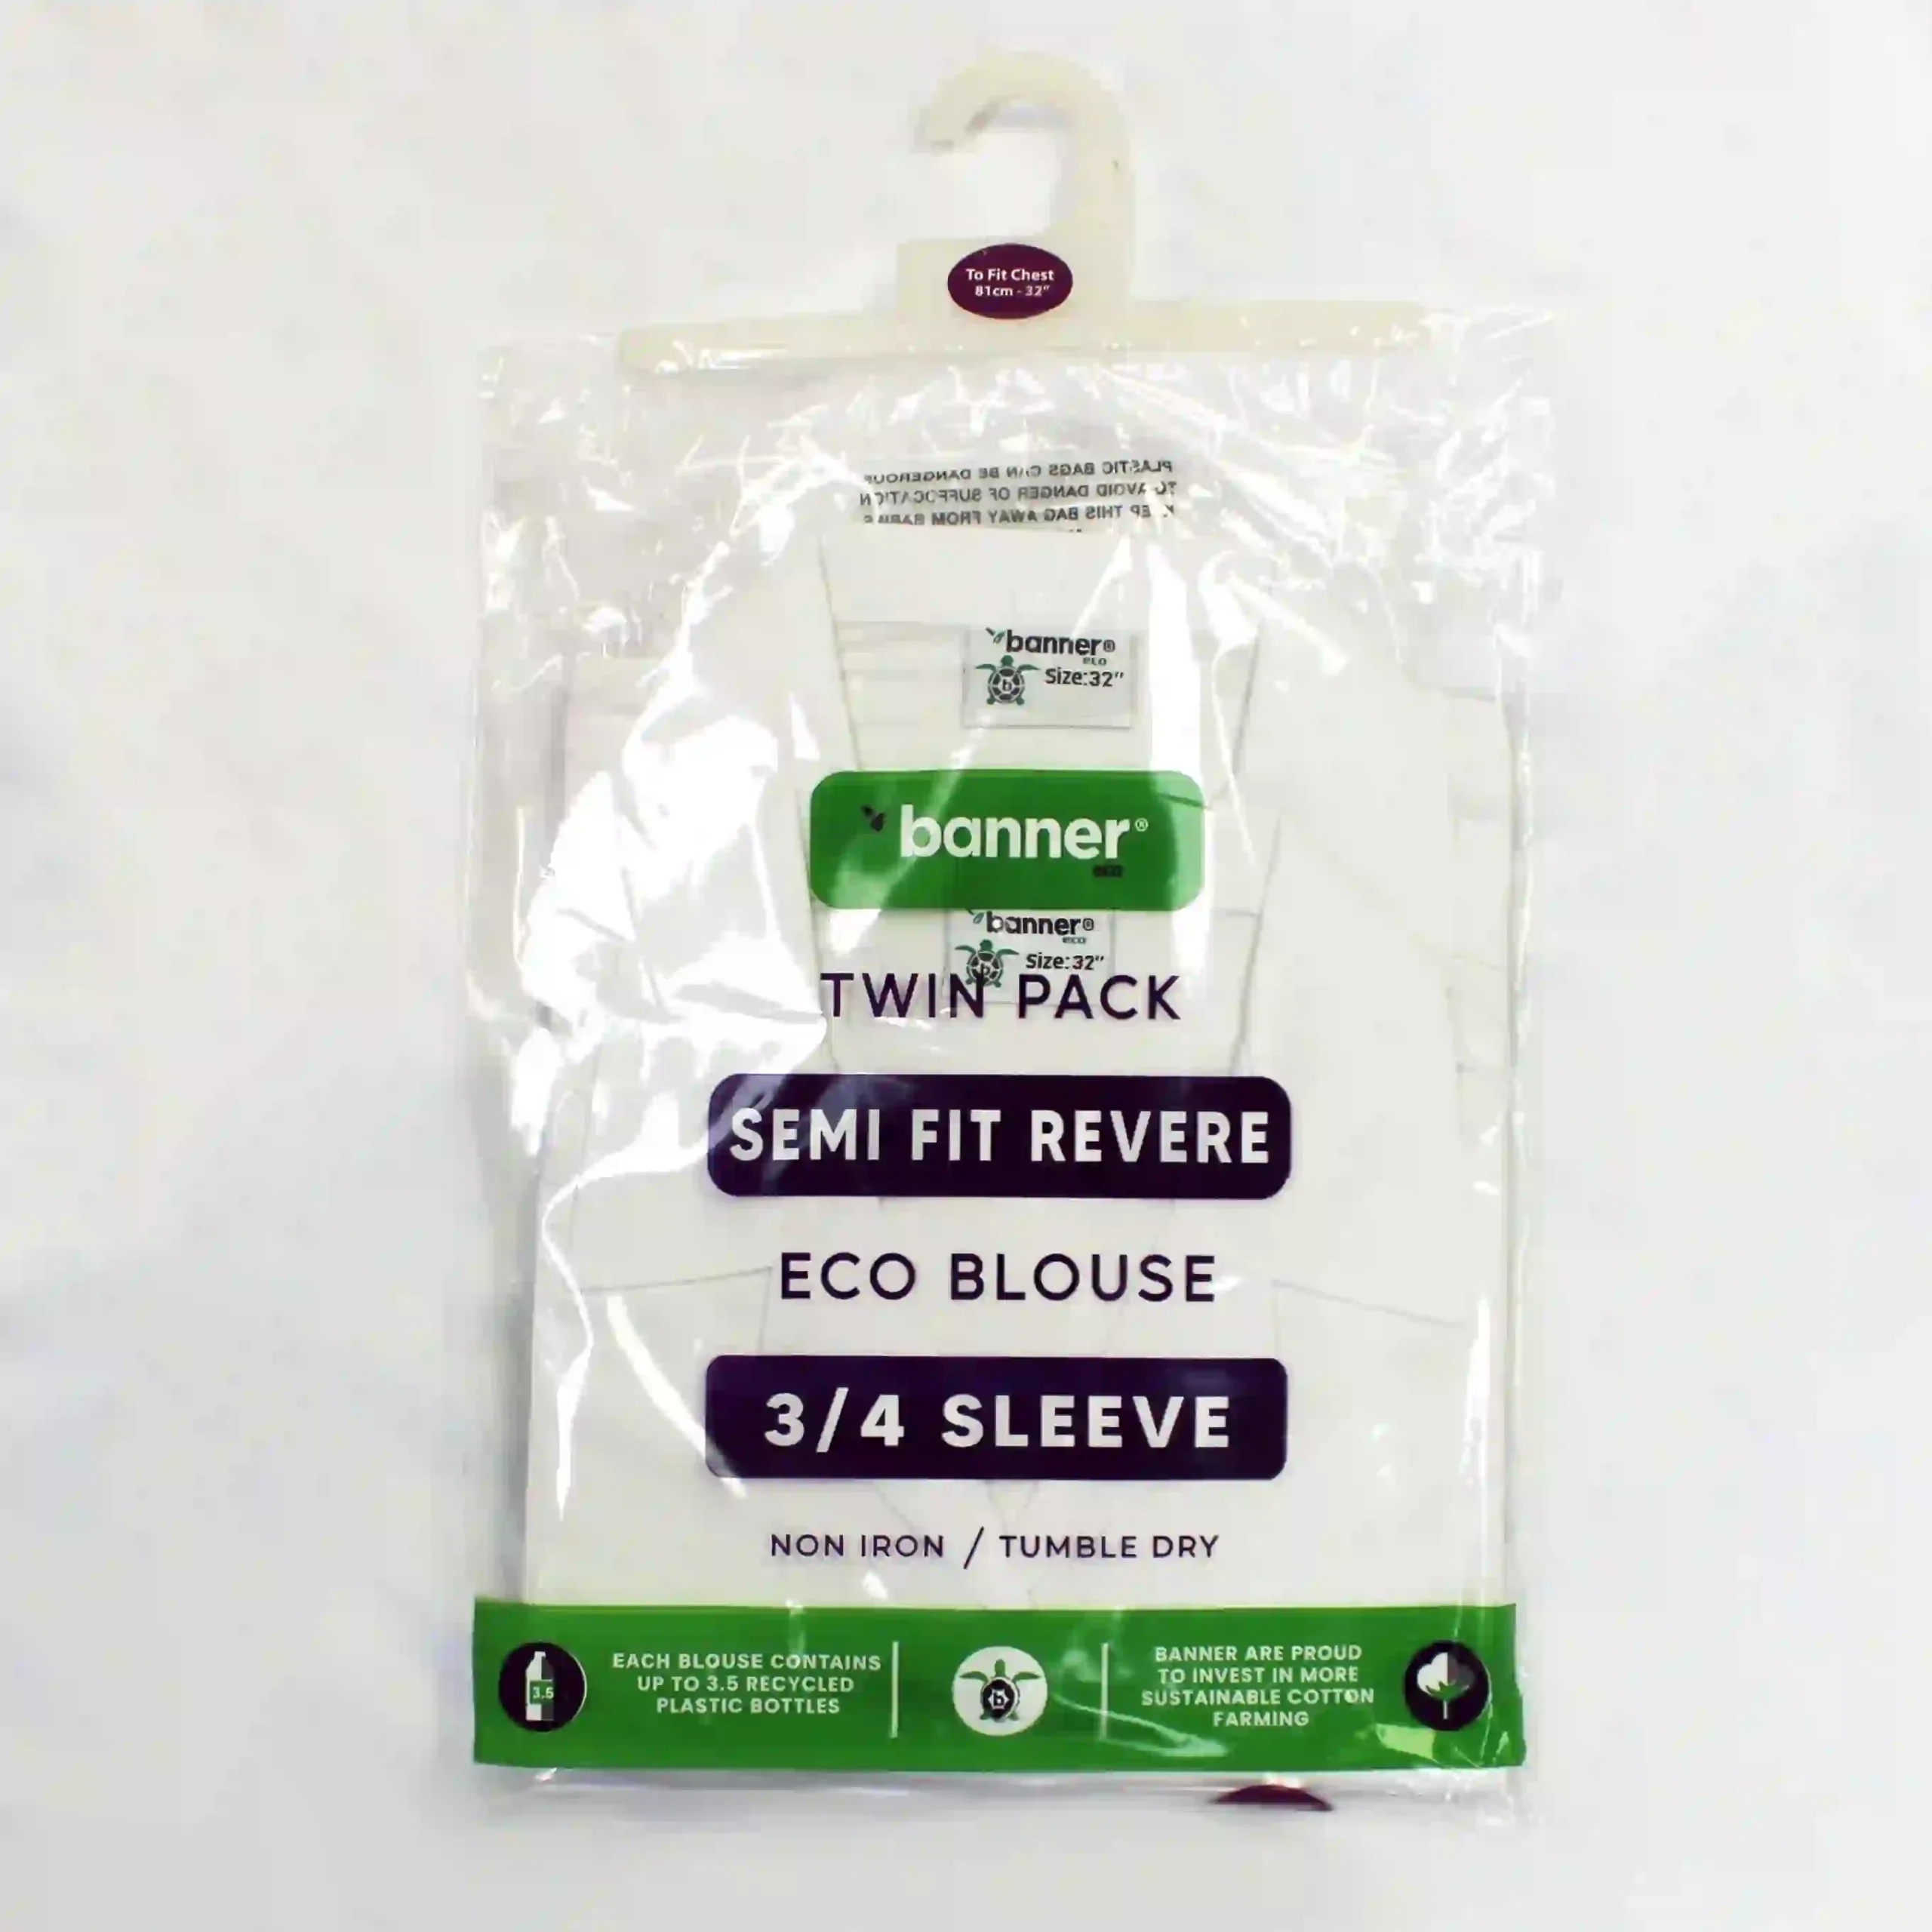 To Fit Chest
81cm - 32"
PLASTIC BAGS CAN BE DANGEROUS
TO AVOID DANGER OF SUFFOCATION
KEEP THIS BAG AWAY FROM BABIES
banner®
eco
b
Size:32"
banner®
eco
banner®
eco
b
Size:32"
TWIN PACK
SEMI FIT REVERE
ECO BLOUSE
3/4 SLEEVE
NON IRON / TUMBLE DRY
3.5
EACH BLOUSE CONTAINS
UP TO 3.5 RECYCLED
PLASTIC BOTTLES
b
BANNER ARE PROUD
TO INVEST IN MORE
SUSTAINABLE COTTON
FARMING